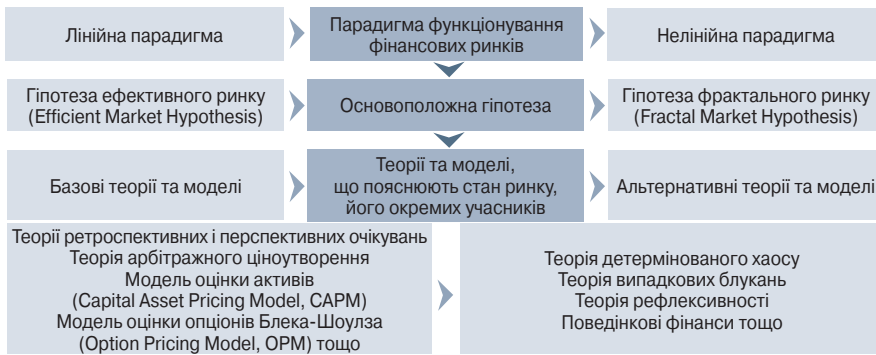 Лінійна парадигма
Парадигма функціонування
фінансових ринків
Нелінійна парадигма
Гіпотеза ефективного ринку
(Efficient Market Hypothesis)
Основоположна гіпотеза
Гіпотеза фрактального ринку
(Fractal Market Hypothesis)
Базові теорії та моделі
Теорії та моделі,
що пояснюють стан ринку,
його окремих учасників
Альтернативні теорії та моделі
Теорії ретроспективних і перспективних очікувань
Теорія арбітражного ціноутворення
Модель оцінки активів
(Capital Asset Pricing Model, CAPM)
Модель оцінки опціонів Блека-Шоулза
(Option Pricing Model, OPM) тощо
Теорія детермінованого хаосу
Теорія випадкових блукань
Теорія рефлексивності
Поведінкові фінанси тощо